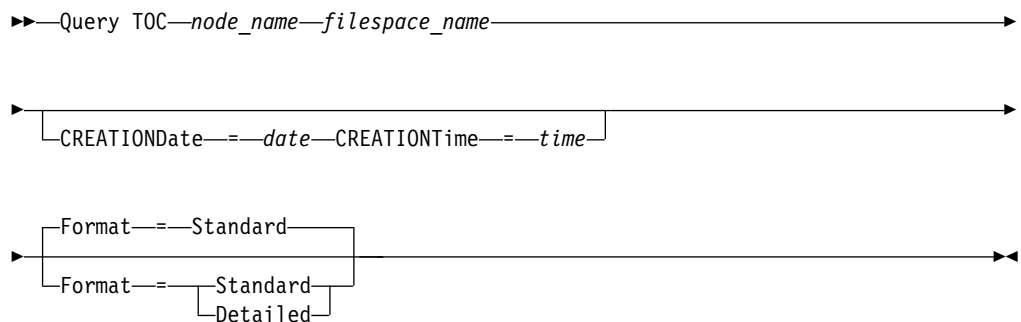 Query TOC node_name filespace_name
CREATIONDate = date CREATIONTime = time
Format = Standard
Format = Standard
Detailed